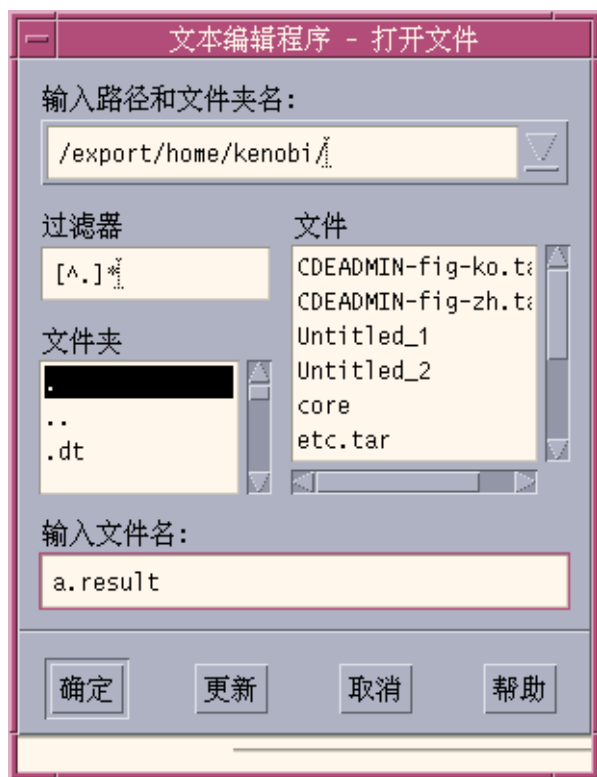 文本编辑程序 - 打开文件
输入路径和文件夹名:
/export/home/kenobi/
过滤器
[^.]*
文件夹
.
..
.dt
文件
CDEADMIN-fig-ko.ta
CDEADMIN-fig-zh.ta
Untitled_1
Untitled_2
core
etc.tar
输入文件名:
a.result
确定 更新 取消 帮助